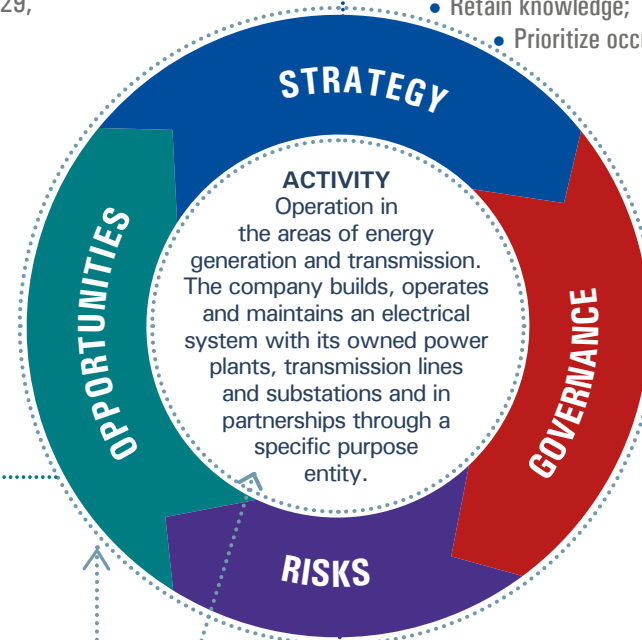 29,
• Retain knowledge;
• Prioritize
STRATEGY
ACTIVITY
Operation in
the areas of energy
generation and transmission.
The company builds, operates
and maintains an electrical
system with its owned power
plants, transmission lines
and substations and in
partnerships through a
specific purpose
entity.
OPPORTUNITIES
GOVERNANCE
RISKS